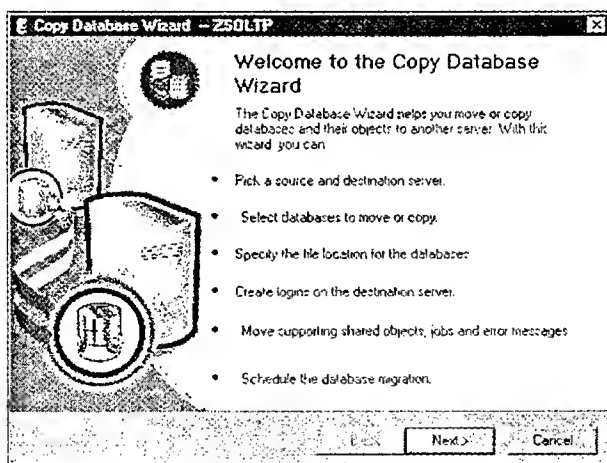 Copy Database Wizard -- ZSOLTP
Welcome to the Copy Database
Wizard
The Copy Database Wizard helps you move or copy
databases and their objects to another server. With this
wizard, you can
• Pick a source and destination server.
• Select databases to move or copy.
• Specify the file location for the databases
• Create logins on the destination server.
• Move supporting shared objects, jobs and error messages
• Schedule the database migration.
Back
Next >
Cancel